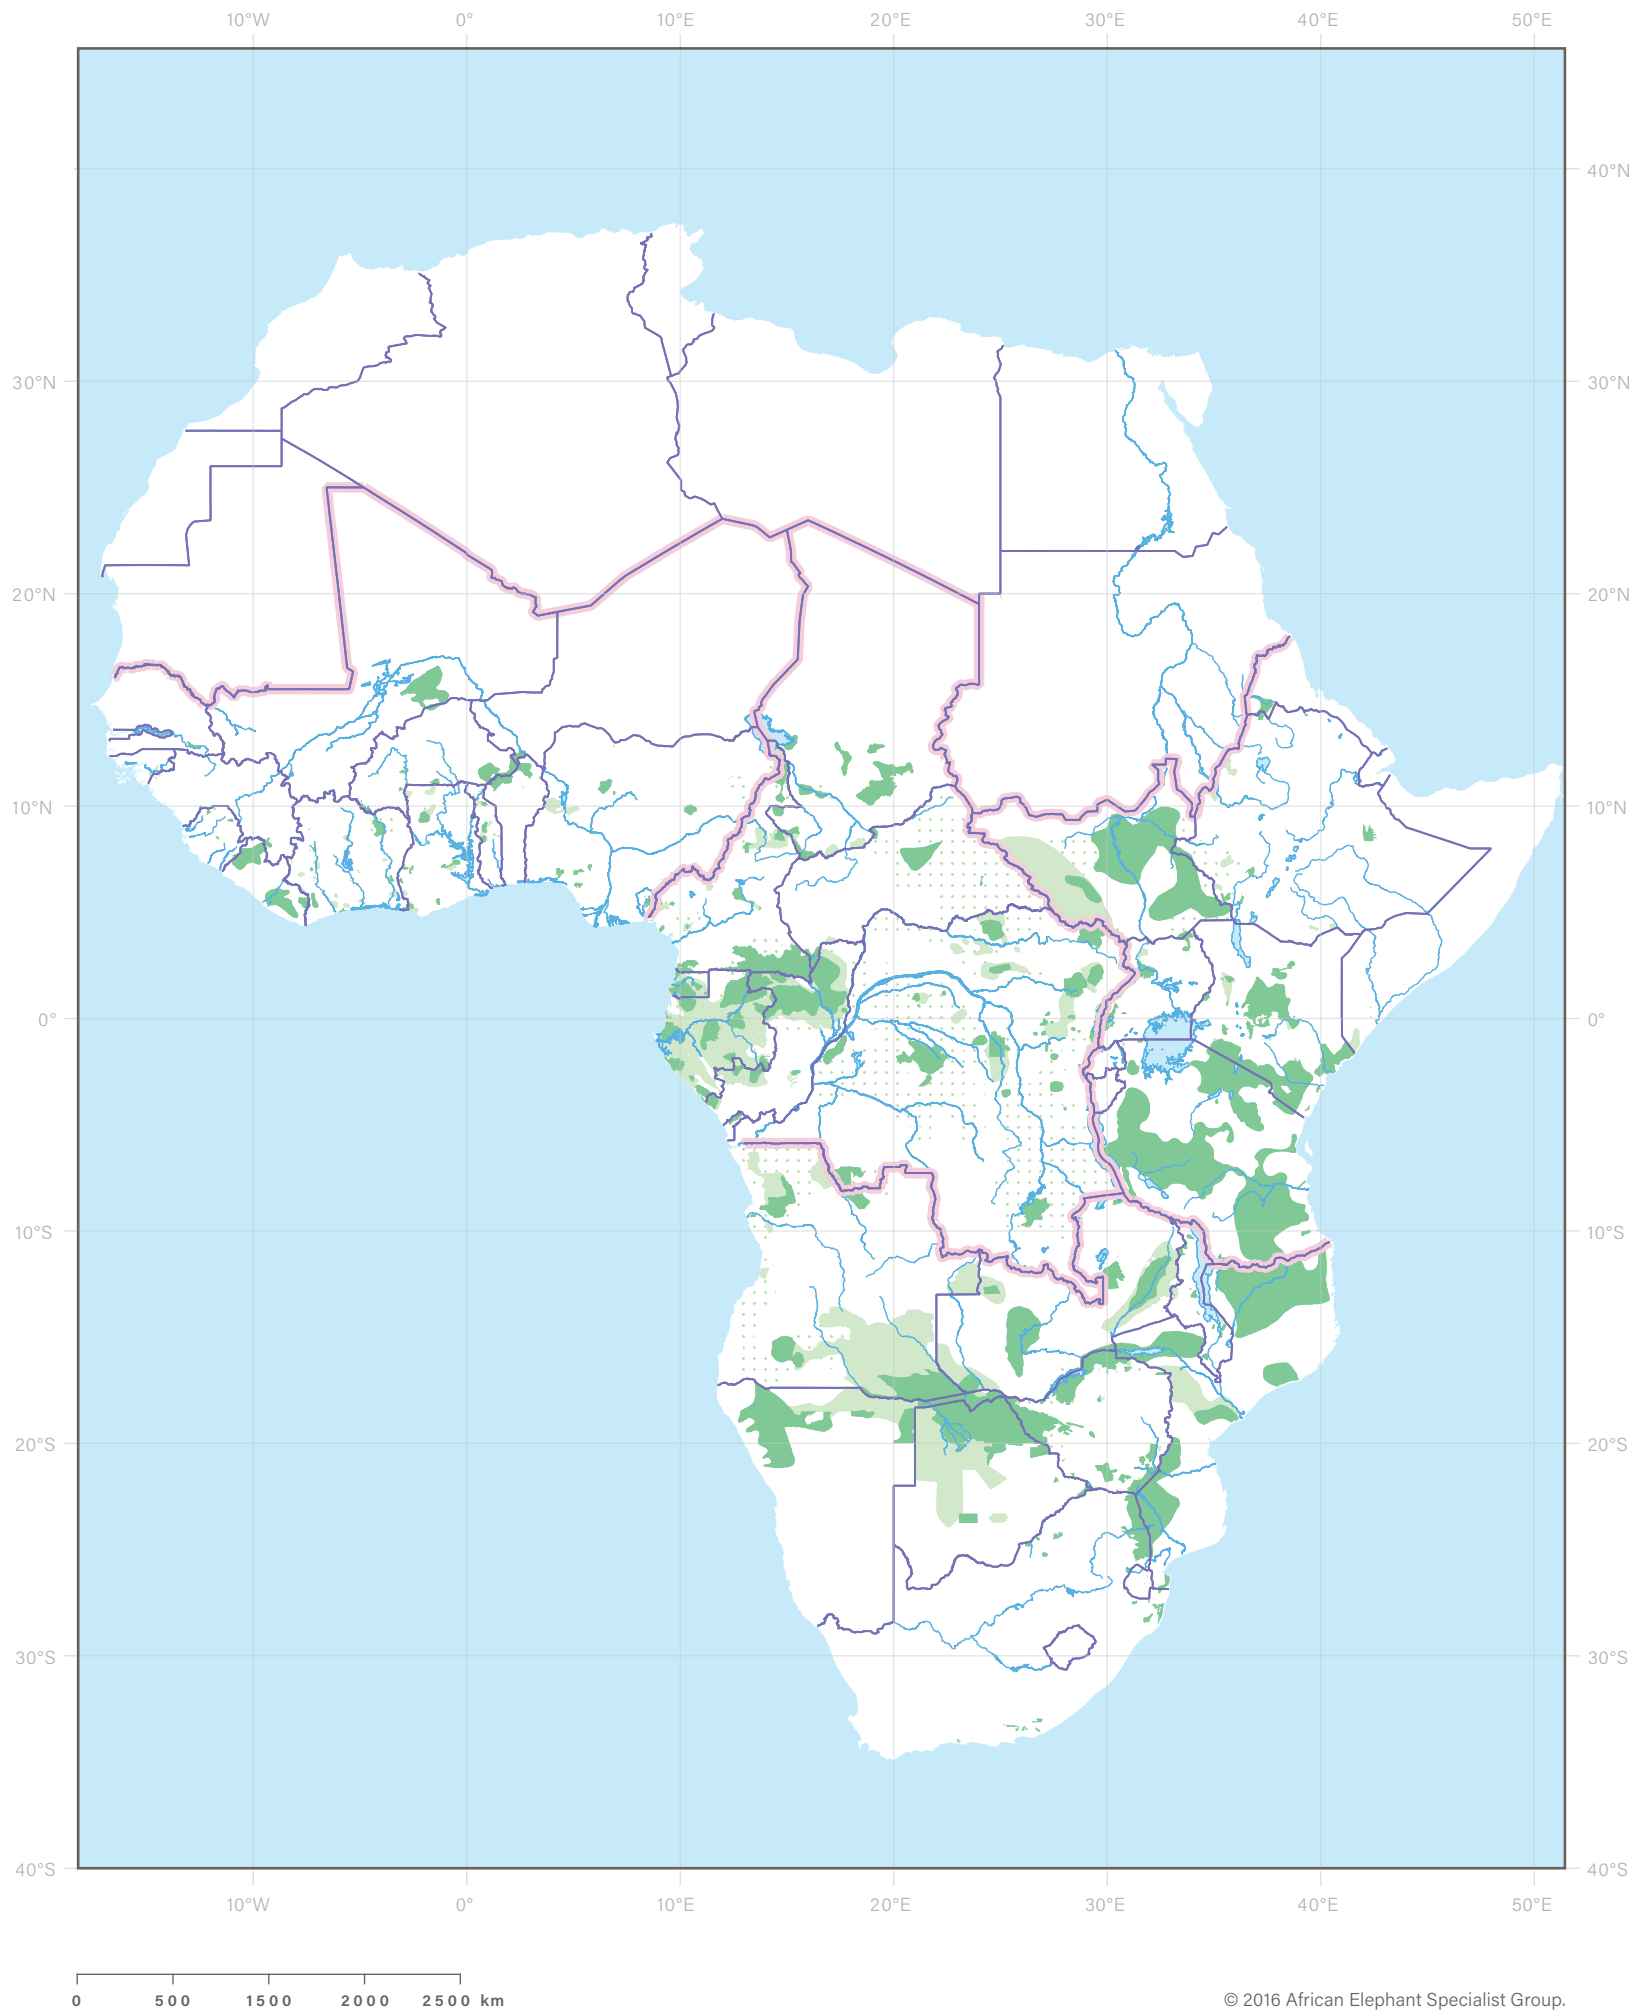 10°W 0° 10°E 20°E 30°E 40°E 50°E
40°N
30°N 30°N
20°N 20°N
10°N 10°N
0° 0°
10°S 10°S
20°S 20°S
30°S 30°S
40°S 40°S
10°W 0° 10°E 20°E 30°E 40°E 50°E
0 500 1500 2000 2500 km
© 2016 African Elephant Specialist Group.